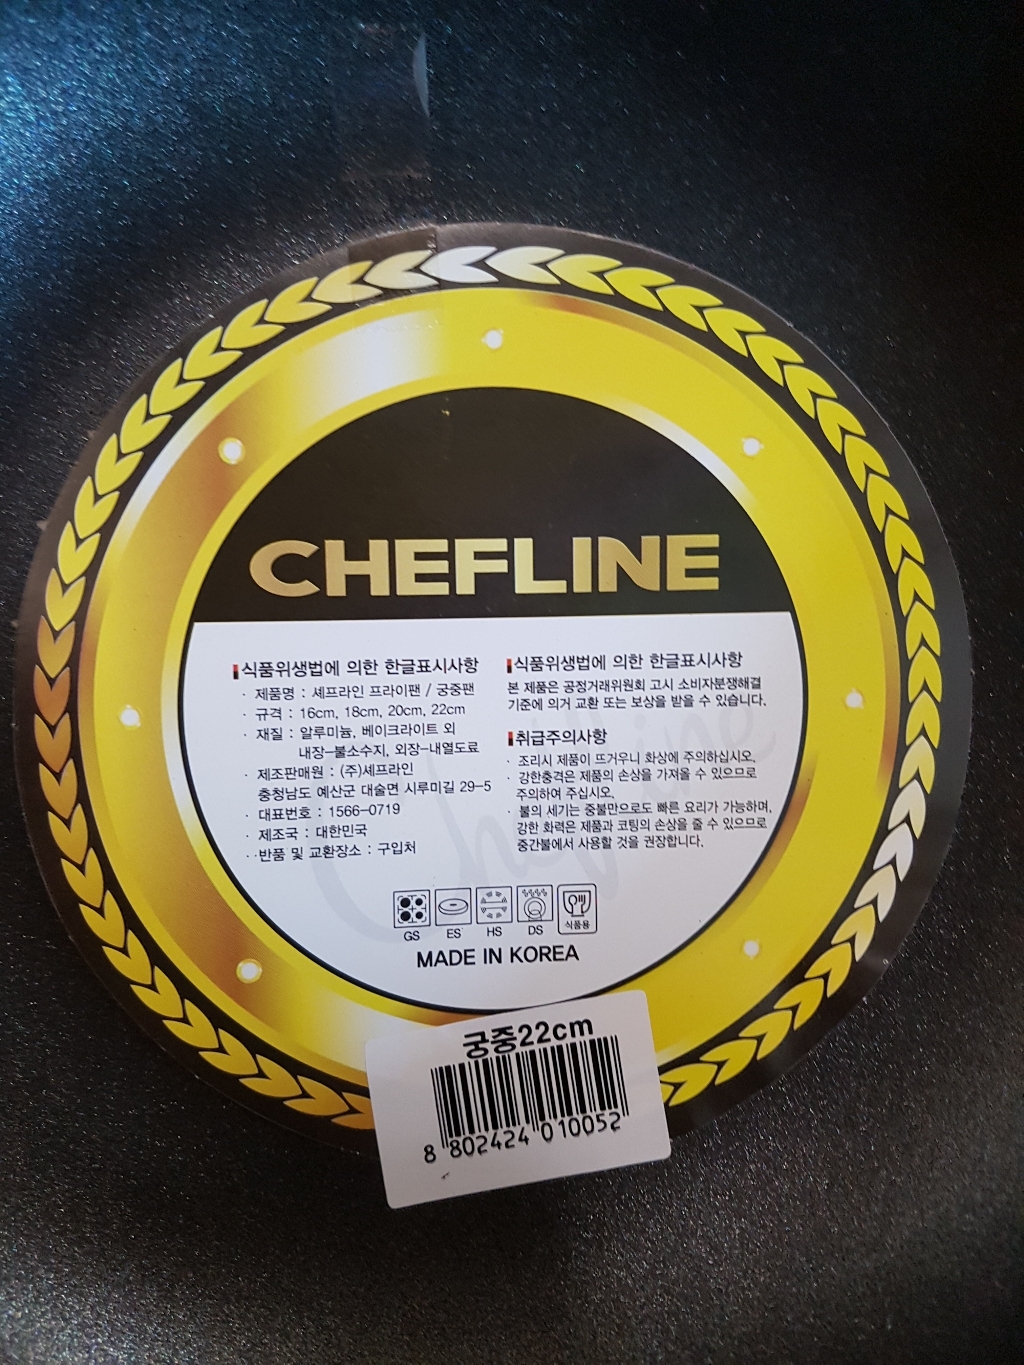 CHEFLINE
식품위생법에 의한 한글표시사항
· 제품명 : 셰프라인 프라이팬 / 궁중팬
· 규격 : 16cm, 18cm, 20cm, 22cm
· 재질 : 알루미늄, 베이크라이트 외
내장-불소수지, 외장-내열도료
· 제조판매원 : (주)셰프라인
충청남도 예산군 대술면 시루미길 29-5
· 대표번호 : 1566-0719
· 제조국 : 대한민국
· 반품 및 교환장소 : 구입처
식품위생법에 의한 한글표시사항
본 제품은 공정거래위원회 고시 소비자분쟁해결
기준에 의거 교환 또는 보상을 받을 수 있습니다.
취급주의사항
· 조리시 제품이 뜨거우니 화상에 주의하십시오.
· 강한충격은 제품의 손상을 가져올 수 있으므로
주의하여 주십시오.
· 불의 세기는 중불만으로도 빠른 요리가 가능하며,
강한 화력은 제품과 코팅의 손상을 줄 수 있으므로
중간불에서 사용할 것을 권장합니다.
GS ES HS DS 식품용
MADE IN KOREA
궁중22cm
8 802424 010052
Chefline